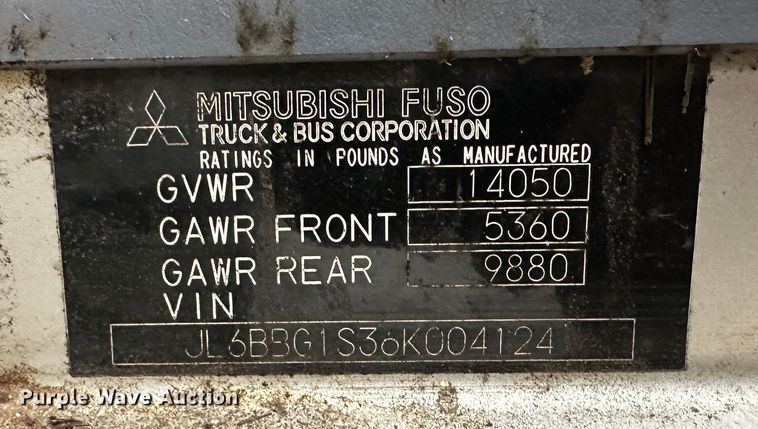 MITSUBISHI FUSO
TRUCK & BUS CORPORATION
RATINGS IN POUNDS AS MANUFACTURED
GVWR 14050
GAWR FRONT 5360
GAWR REAR 9880
VIN
JL6BBG1S36K004124
Purple Wave Auction